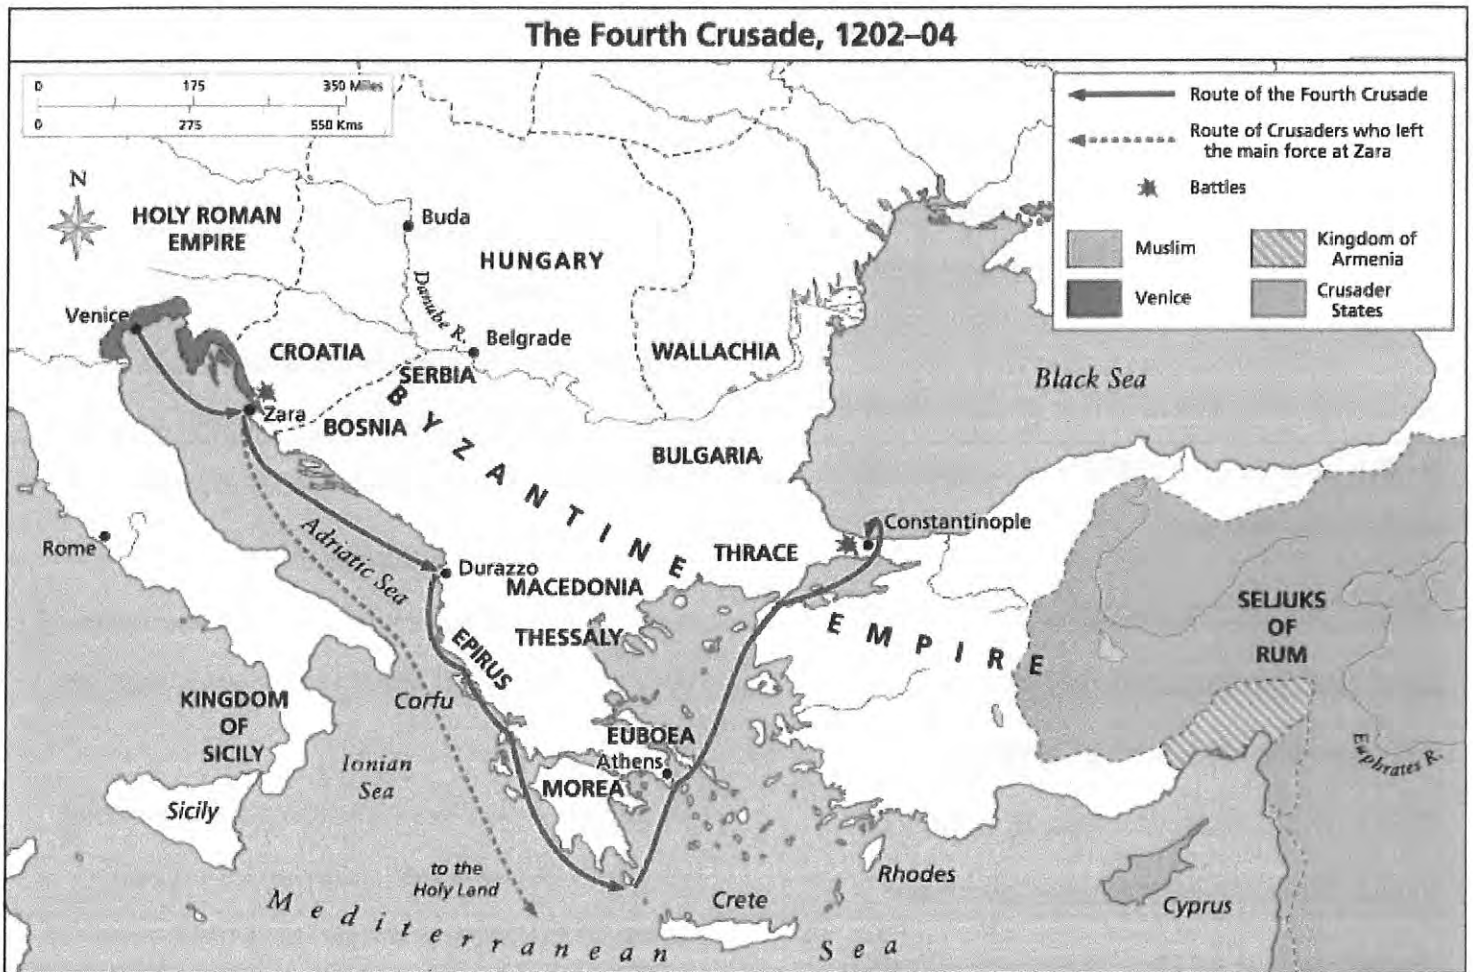 The Fourth Crusade, 1202–04
0 175 350 Miles
0 275 550 Kms
N
Route of the Fourth Crusade
Route of Crusaders who left
the main force at Zara
Battles
Muslim
Kingdom of
Armenia
Venice
Crusader
States
HOLY ROMAN
EMPIRE
Buda
HUNGARY
Danube R.
Venice
Belgrade
CROATIA
SERBIA
WALLACHIA
Black Sea
Zara
BOSNIA
BYZANTINE
BULGARIA
Constantinople
Rome
Adriatic Sea
THRACE
Durazzo
MACEDONIA
EMPIRE
SELJUKS
OF
RUM
THESSALY
EPIRUS
KINGDOM
OF
SICILY
Corfu
EUBOEA
Athens
Ionian
Sea
MOREA
Euphrates R.
Sicily
to the
Holy Land
Rhodes
Crete
Cyprus
Mediterranean Sea